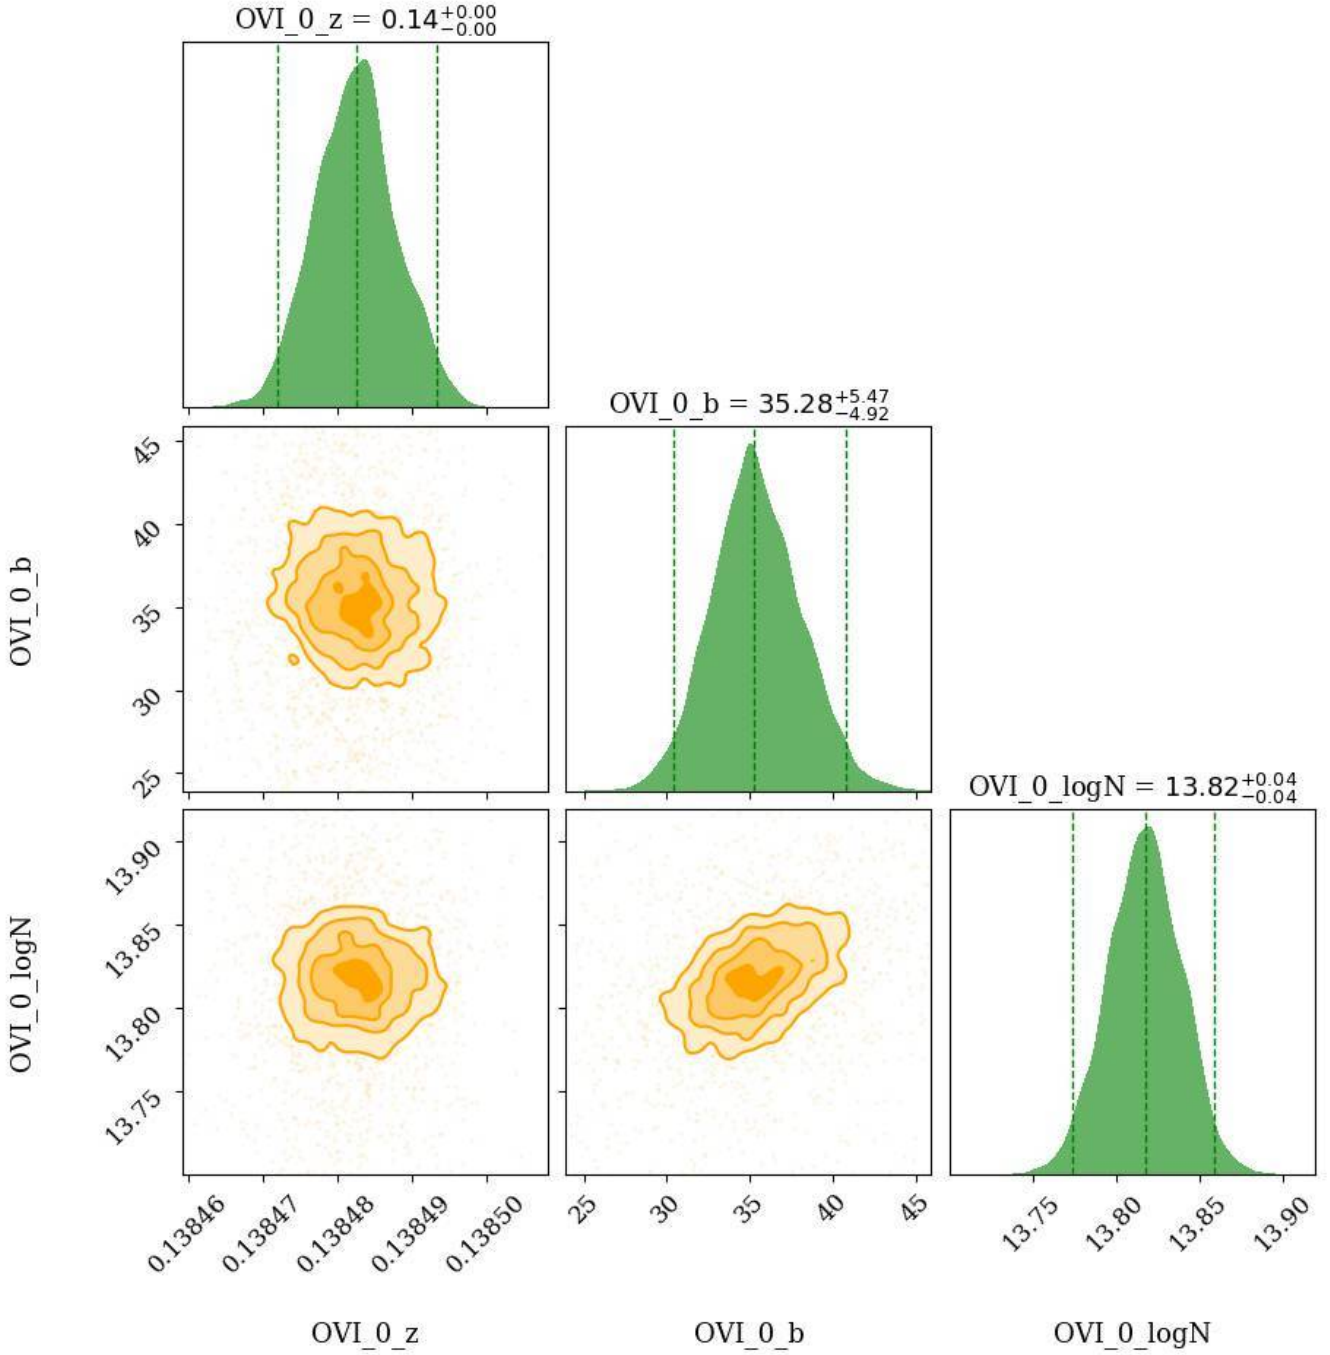 OVI_0_z = 0.14+0.00
−0.00
OVI_0_b = 35.28+5.47
−4.92
OVI_0_b
45
40
35
30
25
OVI_0_logN = 13.82+0.04
−0.04
OVI_0_logN
13.90
13.85
13.80
13.75
0.13846 0.13847 0.13848 0.13849 0.13850
25 30 35 40 45
13.75 13.80 13.85 13.90
OVI_0_z OVI_0_b OVI_0_logN